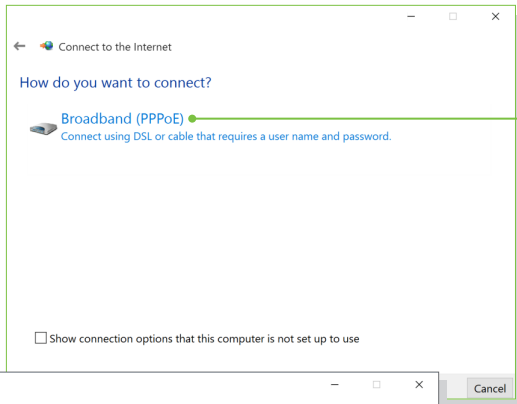 Connect to the Internet
How do you want to connect?
Broadband (PPPoE)
Connect using DSL or cable that requires a user name and password.
Show connection options that this computer is not set up to use
Cancel